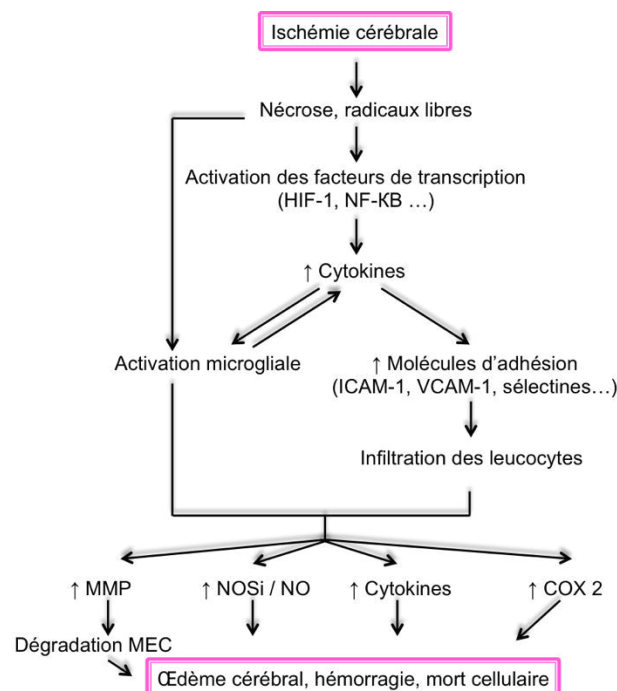 Ischémie cérébrale
Nécrose, radicaux libres
Activation des facteurs de transcription
(HIF-1, NF-KB …)
↑ Cytokines
Activation microgliale
↑ Molécules d’adhésion
(ICAM-1, VCAM-1, sélectines…)
Infiltration des leucocytes
↑ MMP
↑ NOSi / NO
↑ Cytokines
↑ COX 2
Dégradation MEC
Œdème cérébral, hémorragie, mort cellulaire